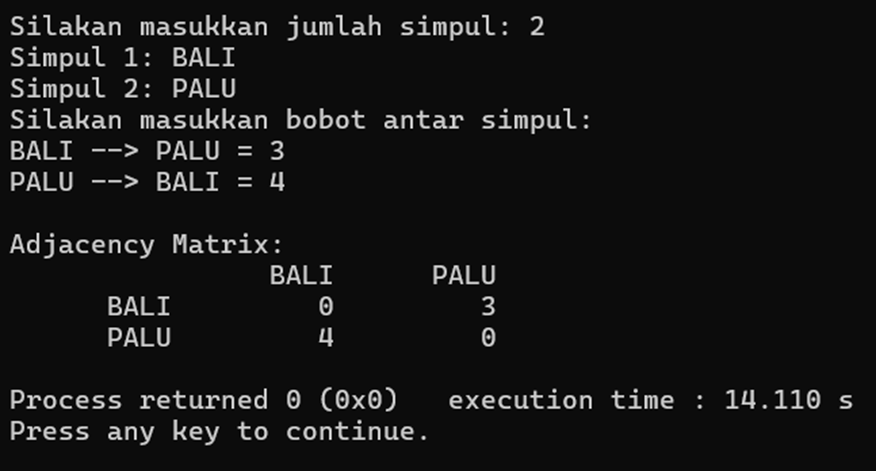 Silakan masukkan jumlah simpul: 2
Simpul 1: BALI
Simpul 2: PALU
Silakan masukkan bobot antar simpul:
BALI --> PALU = 3
PALU --> BALI = 4

Adjacency Matrix:
                BALI      PALU
      BALI         0         3
      PALU         4         0

Process returned 0 (0x0)   execution time : 14.110 s
Press any key to continue.